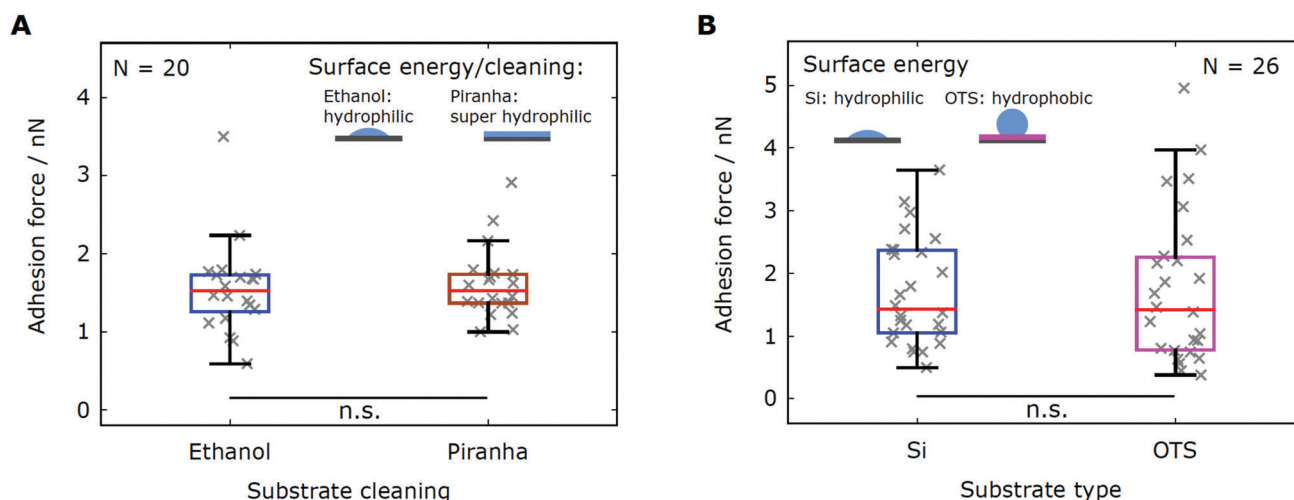 A
N = 20
Surface energy/cleaning:
Ethanol:
hydrophilic
Piranha:
super hydrophilic
Adhesion force / nN
4
3
2
1
0
n.s.
Ethanol
Piranha
Substrate cleaning
B
Surface energy
N = 26
Si: hydrophilic
OTS: hydrophobic
Adhesion force / nN
5
4
3
2
1
0
n.s.
Si
OTS
Substrate type